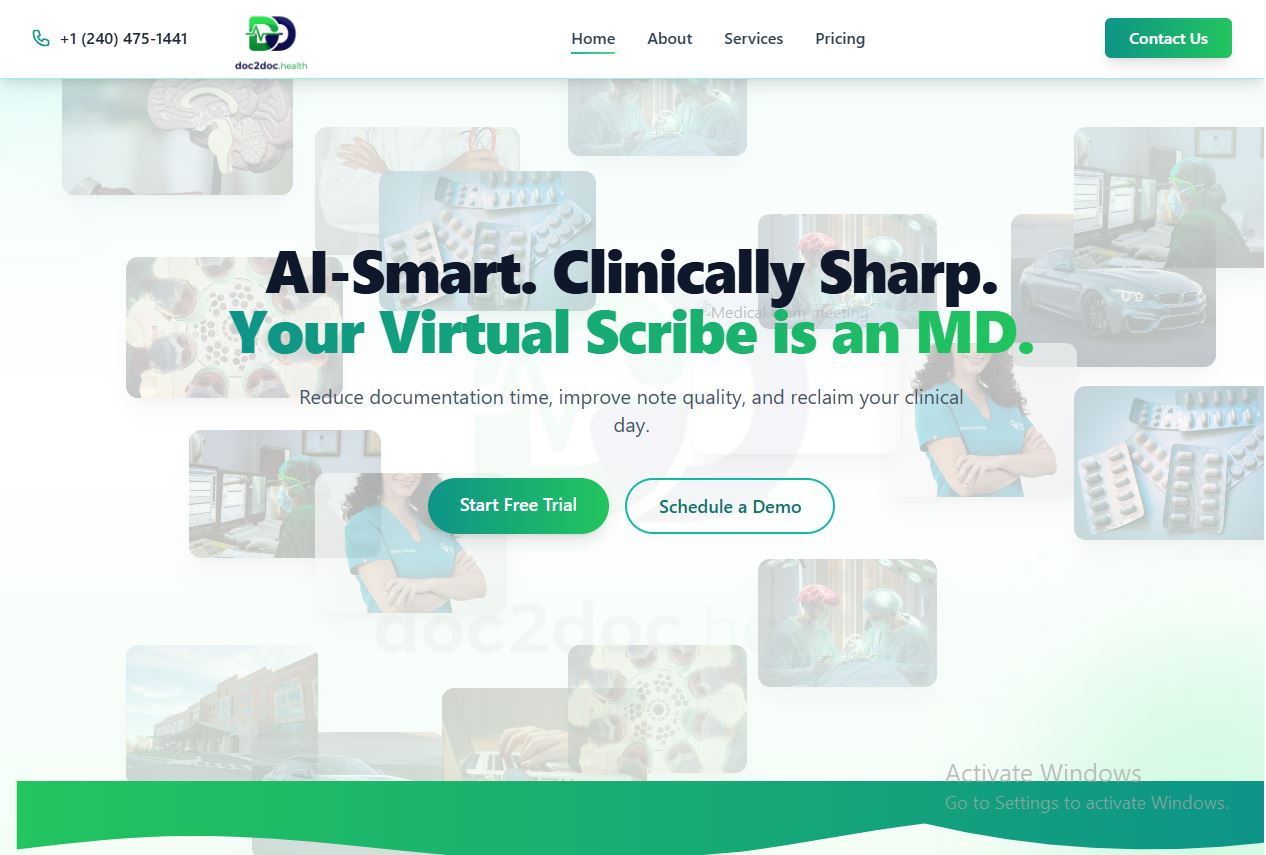 +1 (240) 475-1441
doc2doc.health
Home
About
Services
Pricing
Contact Us
AI-Smart. Clinically Sharp.
Medical team meeting
Your Virtual Scribe is an MD.
Reduce documentation time, improve note quality, and reclaim your clinical
day.
Start Free Trial
Schedule a Demo
doc2doc.he
Activate Windows
Go to Settings to activate Windows.